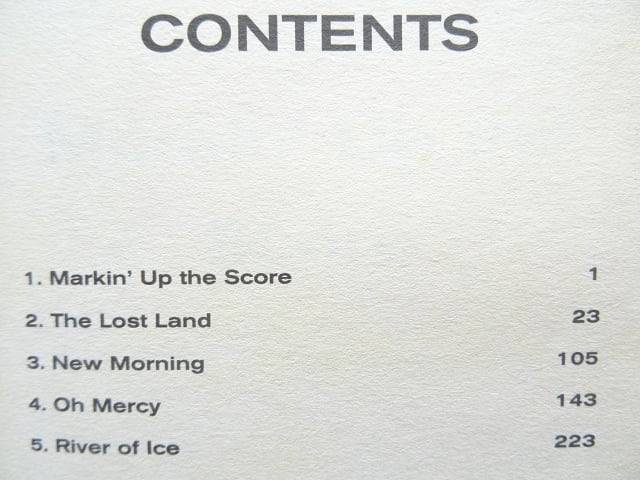 CONTENTS
1. Markin' Up the Score 1
2. The Lost Land 23
3. New Morning 105
4. Oh Mercy 143
5. River of Ice 223